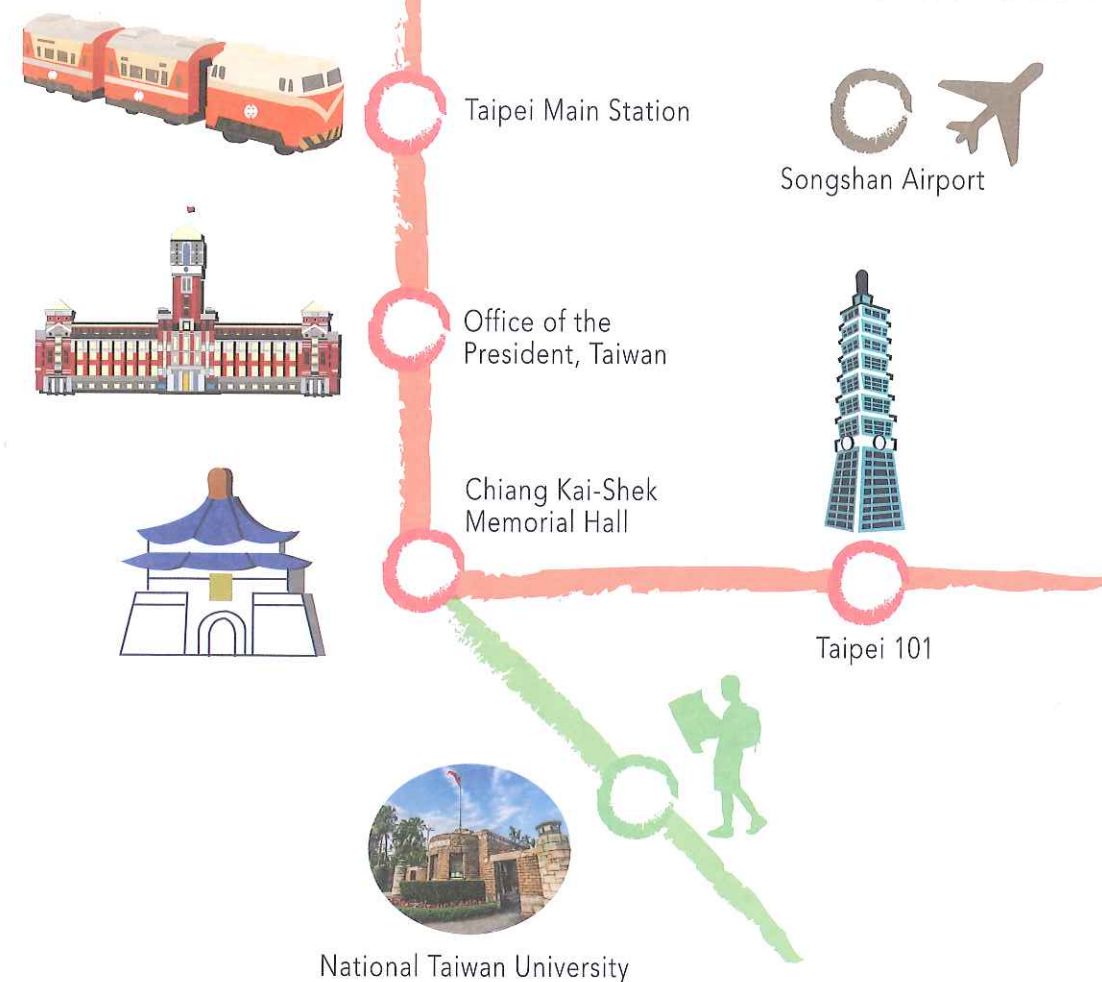 Taipei Main Station
Songshan Airport
Office of the
President, Taiwan
Chiang Kai-Shek
Memorial Hall
Taipei 101
National Taiwan University